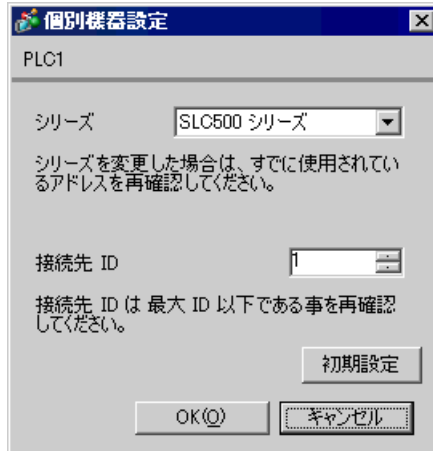 個別機器設定
PLC1
シリーズ SLC500 シリーズ
シリーズを変更した場合は、すでに使用されてい
るアドレスを再確認してください。
接続先 ID 1
接続先 ID は 最大 ID 以下である事を再確認
してください。
初期設定
OK(O) キャンセル